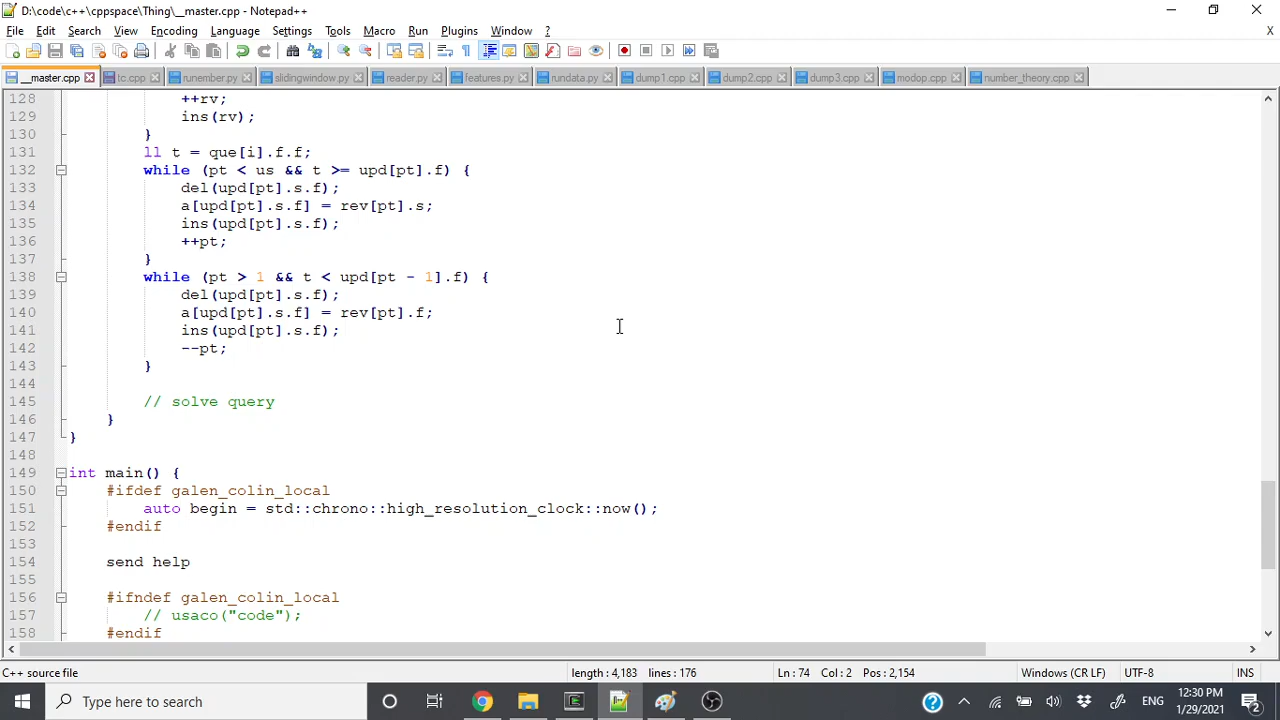 D:\code\c++\cppspace\Thing\__master.cpp - Notepad++
File Edit Search View Encoding Language Settings Tools Macro Run Plugins Window ? X
__master.cpp tc.cpp runember.py slidingwindow.py reader.py features.py rundata.py dump1.cpp dump2.cpp dump3.cpp modop.cpp number_theory.cpp
128 ++rv;
129 ins(rv);
130 }
131 ll t = que[i].f.f;
132 while (pt < us && t >= upd[pt].f) {
133 del(upd[pt].s.f);
134 a[upd[pt].s.f] = rev[pt].s;
135 ins(upd[pt].s.f);
136 ++pt;
137 }
138 while (pt > 1 && t < upd[pt - 1].f) {
139 del(upd[pt].s.f);
140 a[upd[pt].s.f] = rev[pt].f;
141 ins(upd[pt].s.f);
142 --pt;
143 }
144
145 // solve query
146 }
147 }
148
149 int main() {
150 #ifdef galen_colin_local
151 auto begin = std::chrono::high_resolution_clock::now();
152 #endif
153
154 send help
155
156 #ifndef galen_colin_local
157 // usaco("code");
158 #endif
C++ source file length : 4,183 lines : 176 Ln : 74 Col : 2 Pos : 2,154 Windows (CR LF) UTF-8 INS
Type here to search ENG 12:30 PM
1/29/2021 2